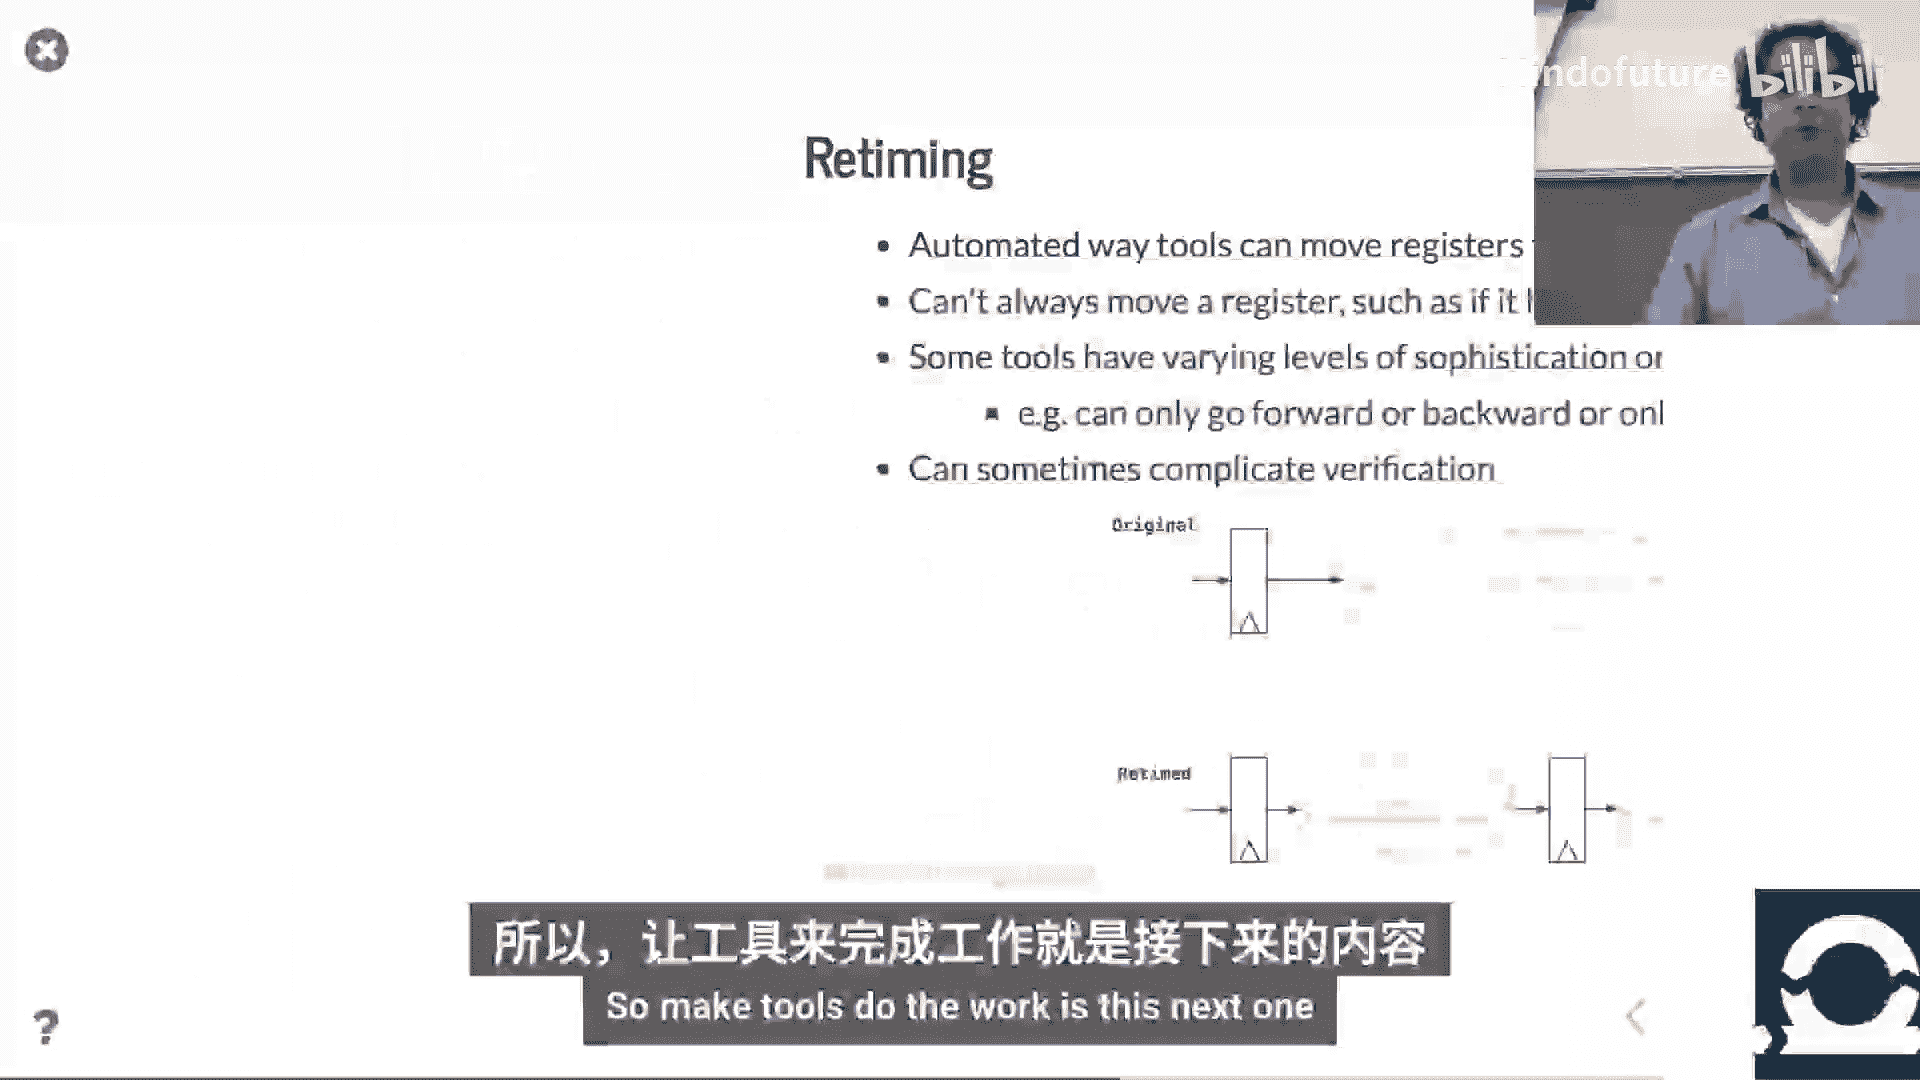 indofuture bilibili
Retiming
• Automated way tools can move registers
• Can't always move a register, such as if it
• Some tools have varying levels of sophistication or
▪ e.g. can only go forward or backward or onl
• Can sometimes complicate verification
Original
Retimed
所以，让工具来完成工作就是接下来的内容
So make tools do the work is this next one
?